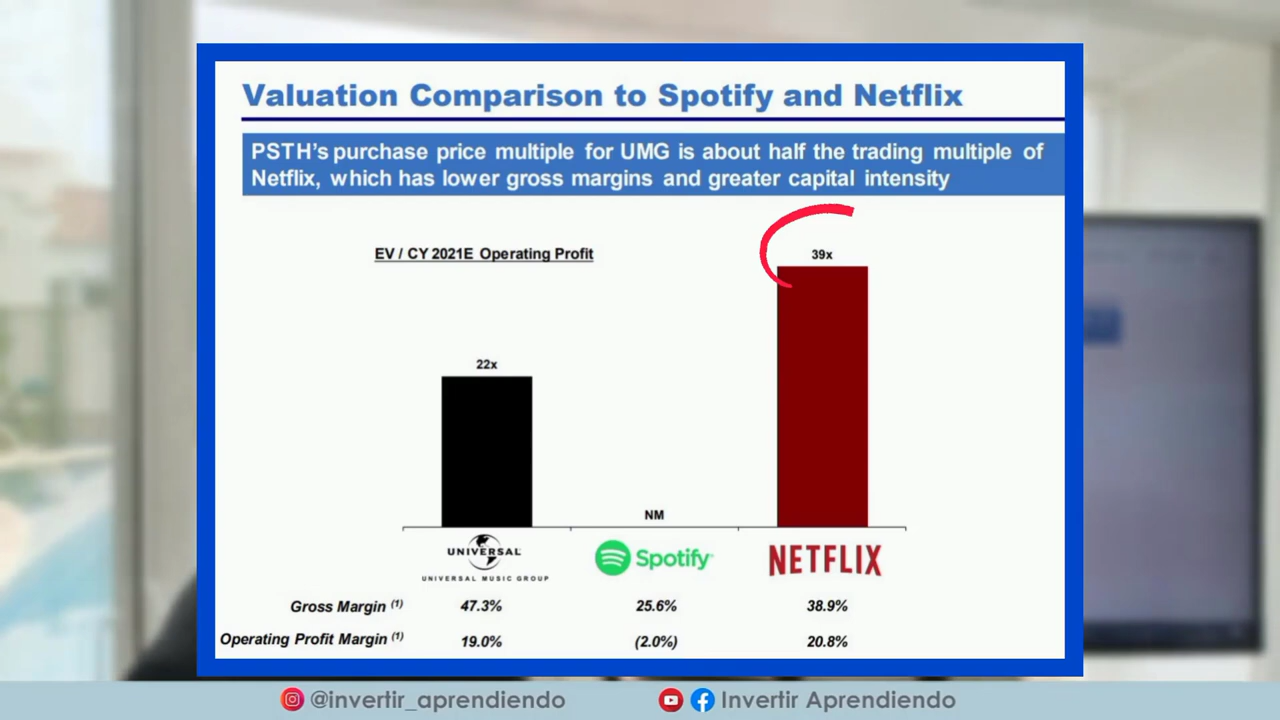 Valuation Comparison to Spotify and Netflix
PSTH's purchase price multiple for UMG is about half the trading multiple of
Netflix, which has lower gross margins and greater capital intensity
EV / CY 2021E Operating Profit
39x
22x
NM
UNIVERSAL
UNIVERSAL MUSIC GROUP
Spotify
NETFLIX
Gross Margin (1) 47.3% 25.6% 38.9%
Operating Profit Margin (1) 19.0% (2.0%) 20.8%
@invertir_aprendiendo Invertir Aprendiendo